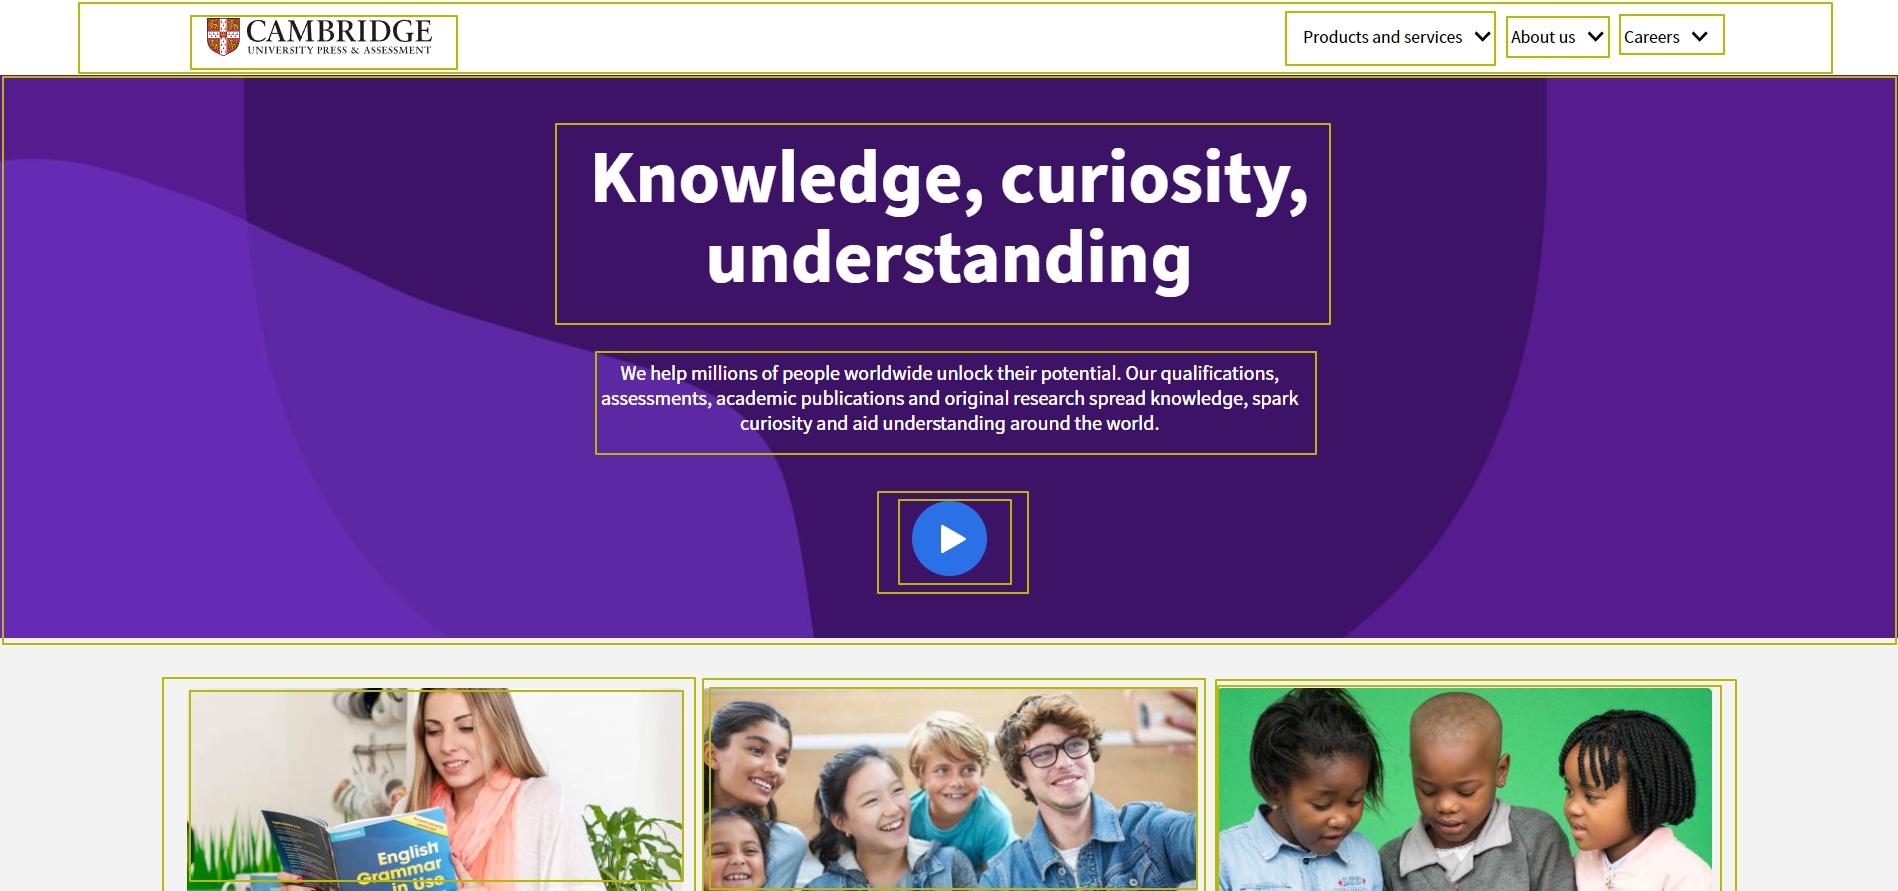 CAMBRIDGE
UNIVERSITY PRESS & ASSESSMENT
Products and services
About us
Careers
Knowledge, curiosity,
understanding
We help millions of people worldwide unlock their potential. Our qualifications,
assessments, academic publications and original research spread knowledge, spark
curiosity and aid understanding around the world.
English
Grammar
in Use